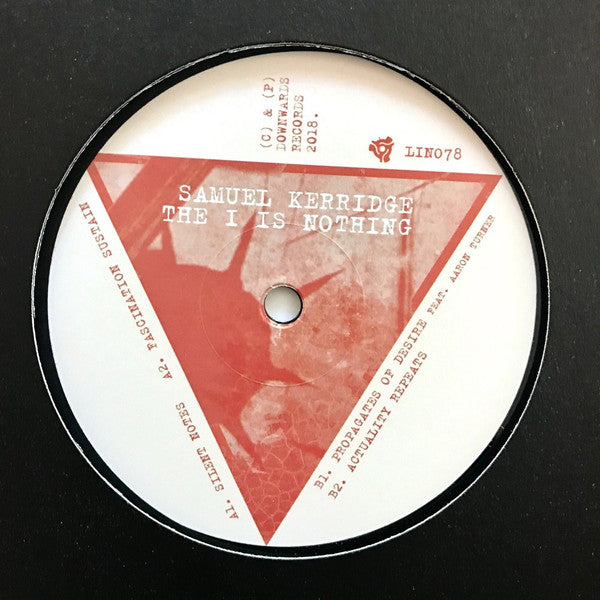 (C) & (P)
DOWNWARDS
RECORDS
2018.
LIN078
SAMUEL KERRIDGE
THE I IS NOTHING
A1. SILENT NOTES A2. FASCINATION SUSTAIN
B1. PROPAGATES OF DESIRE FEAT. AARON TURNER
B2. ACTUALITY REPEATS